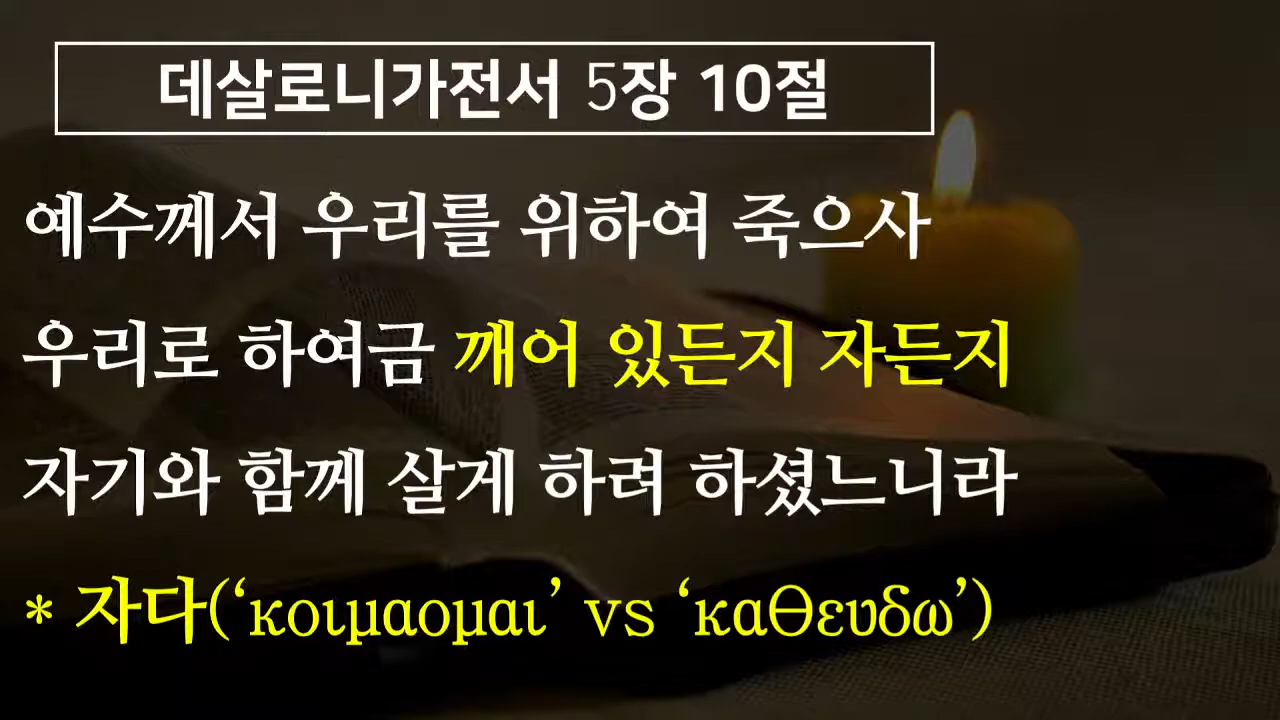 데살로니가전서 5장 10절
예수께서 우리를 위하여 죽으사
우리로 하여금 깨어 있든지 자든지
자기와 함께 살게 하려 하셨느니라
* 자다(‘κοιμαομαι’ vs ‘καθευδω’)